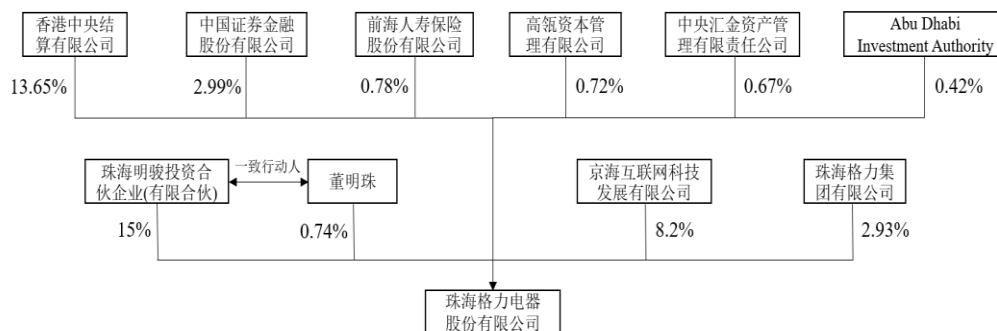 香港中央结
算有限公司
中国证券金融
股份有限公司
前海人寿保险
股份有限公司
高瓴资本管
理有限公司
中央汇金资产管
理有限责任公司
Abu Dhabi
Investment Authority
13.65%
2.99%
0.78%
0.72%
0.67%
0.42%
珠海明骏投资合
伙企业(有限合伙)
一致行动人
董明珠
京海互联网科技
发展有限公司
珠海格力集
团有限公司
15%
0.74%
8.2%
2.93%
珠海格力电器
股份有限公司